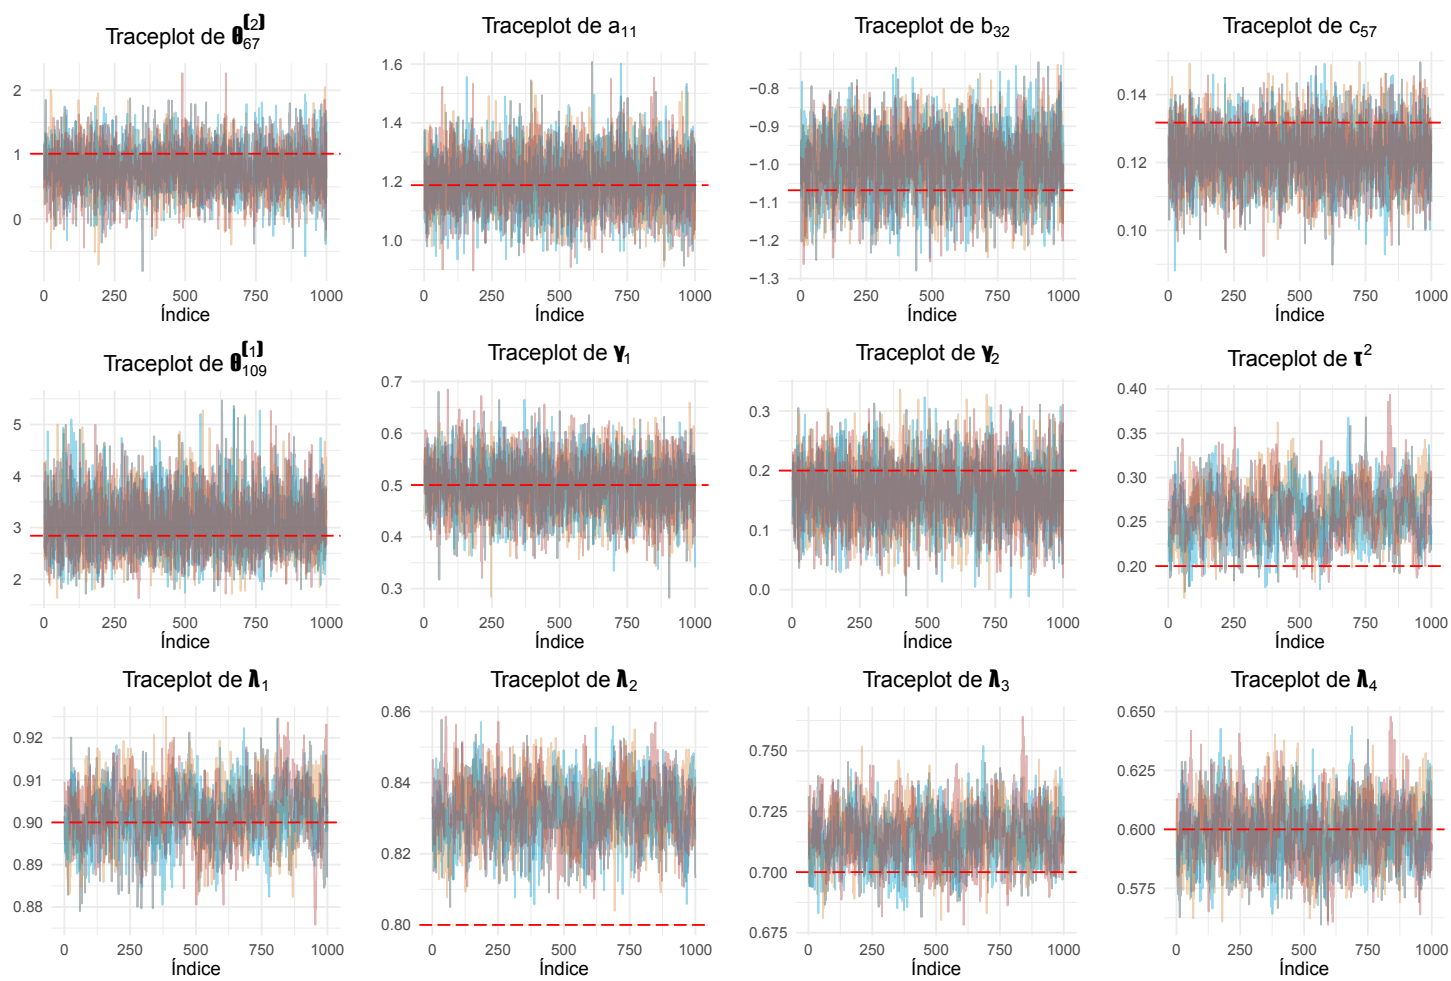 Traceplot de θ₆₇⁽²⁾
2
1
0
0 250 500 750 1000
Índice
Traceplot de a₁₁
1.6
1.4
1.2
1.0
0 250 500 750 1000
Índice
Traceplot de b₃₂
−0.8
−0.9
−1.0
−1.1
−1.2
−1.3
0 250 500 750 1000
Índice
Traceplot de c₅₇
0.14
0.12
0.10
0 250 500 750 1000
Índice
Traceplot de θ₁₀₉⁽¹⁾
5
4
3
2
0 250 500 750 1000
Índice
Traceplot de γ₁
0.7
0.6
0.5
0.4
0.3
0 250 500 750 1000
Índice
Traceplot de γ₂
0.3
0.2
0.1
0.0
0 250 500 750 1000
Índice
Traceplot de τ²
0.40
0.35
0.30
0.25
0.20
0 250 500 750 1000
Índice
Traceplot de λ₁
0.92
0.91
0.90
0.89
0.88
0 250 500 750 1000
Índice
Traceplot de λ₂
0.86
0.84
0.82
0.80
0 250 500 750 1000
Índice
Traceplot de λ₃
0.750
0.725
0.700
0.675
0 250 500 750 1000
Índice
Traceplot de λ₄
0.650
0.625
0.600
0.575
0 250 500 750 1000
Índice